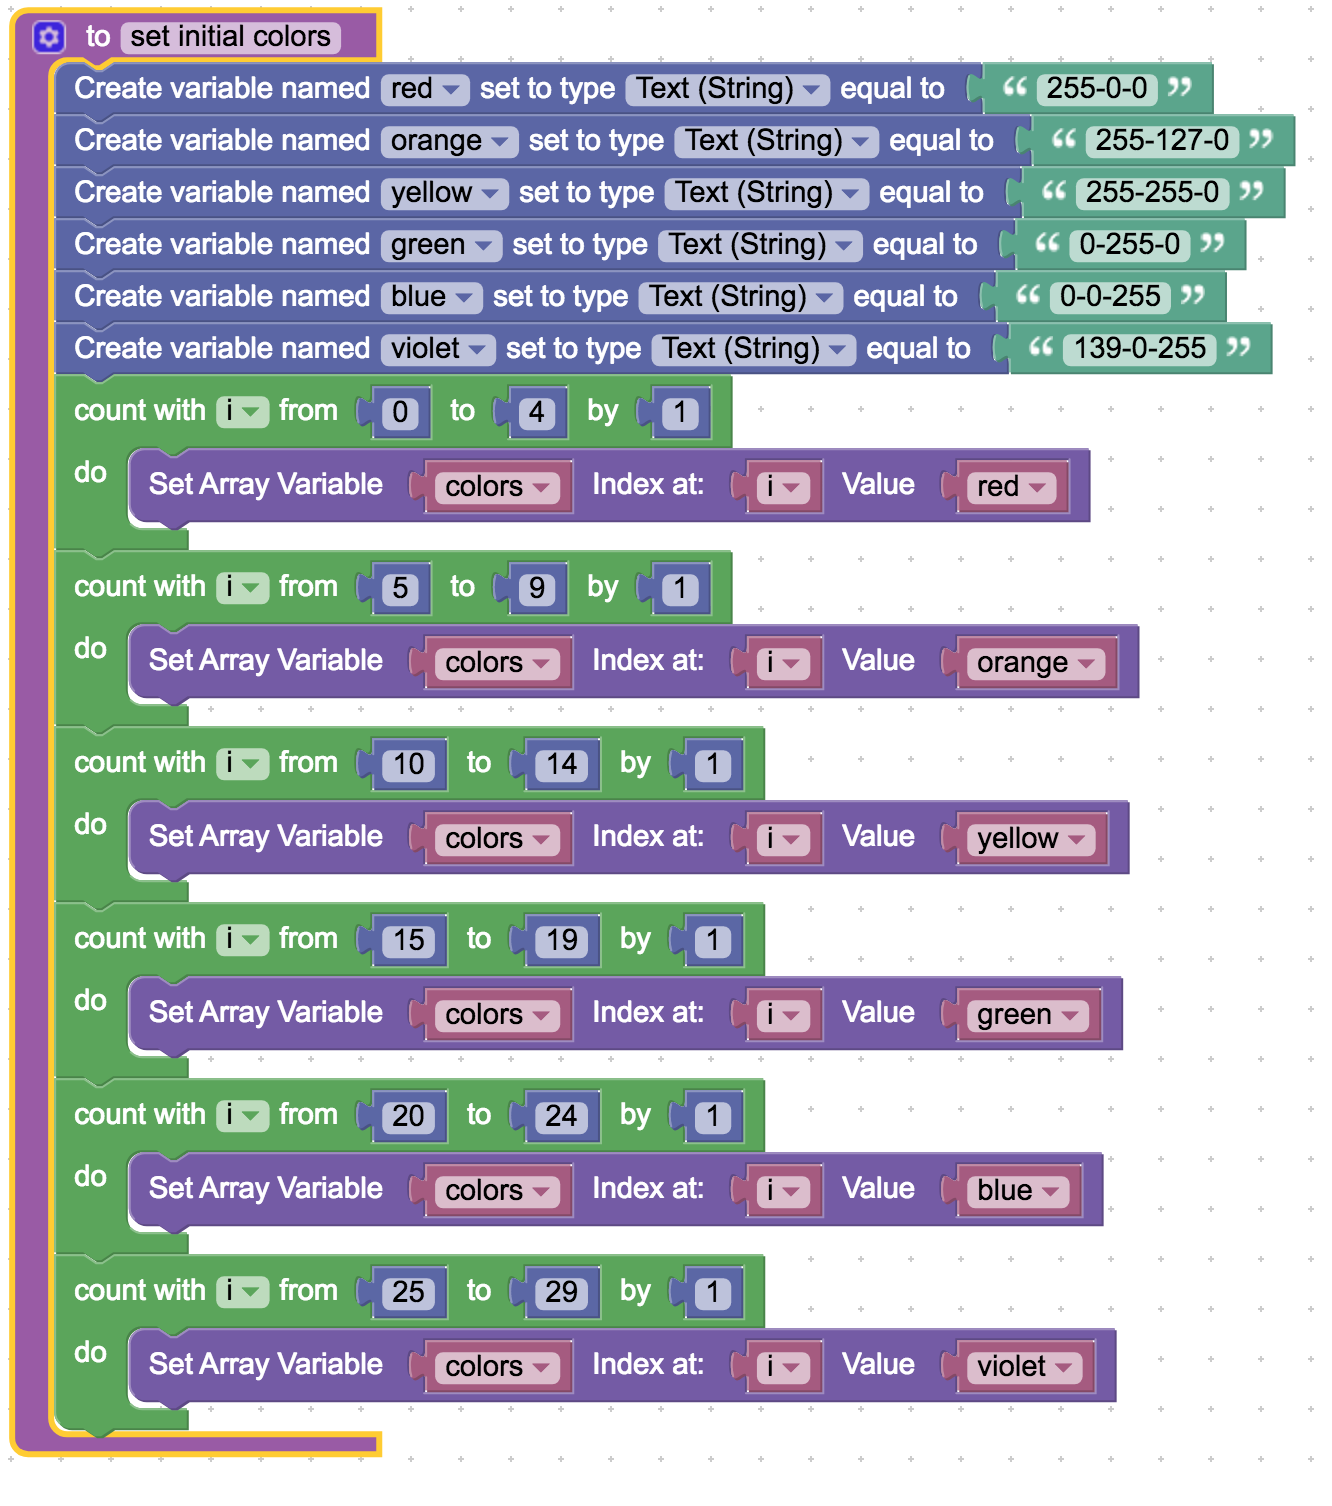 to set initial colors
Create variable named red set to type Text (String) equal to “ 255-0-0 ”
Create variable named orange set to type Text (String) equal to “ 255-127-0 ”
Create variable named yellow set to type Text (String) equal to “ 255-255-0 ”
Create variable named green set to type Text (String) equal to “ 0-255-0 ”
Create variable named blue set to type Text (String) equal to “ 0-0-255 ”
Create variable named violet set to type Text (String) equal to “ 139-0-255 ”
count with i from 0 to 4 by 1
do Set Array Variable colors Index at: i Value red
count with i from 5 to 9 by 1
do Set Array Variable colors Index at: i Value orange
count with i from 10 to 14 by 1
do Set Array Variable colors Index at: i Value yellow
count with i from 15 to 19 by 1
do Set Array Variable colors Index at: i Value green
count with i from 20 to 24 by 1
do Set Array Variable colors Index at: i Value blue
count with i from 25 to 29 by 1
do Set Array Variable colors Index at: i Value violet